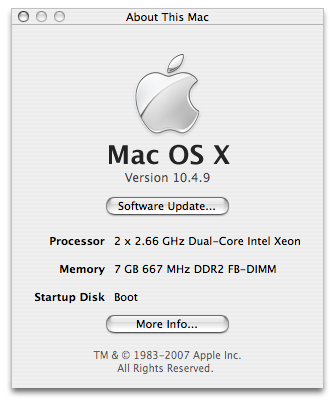 About This Mac
Mac OS X
Version 10.4.9
Software Update...
Processor 2 x 2.66 GHz Dual-Core Intel Xeon
Memory 7 GB 667 MHz DDR2 FB-DIMM
Startup Disk Boot
More Info...
TM & © 1983-2007 Apple Inc.
All Rights Reserved.